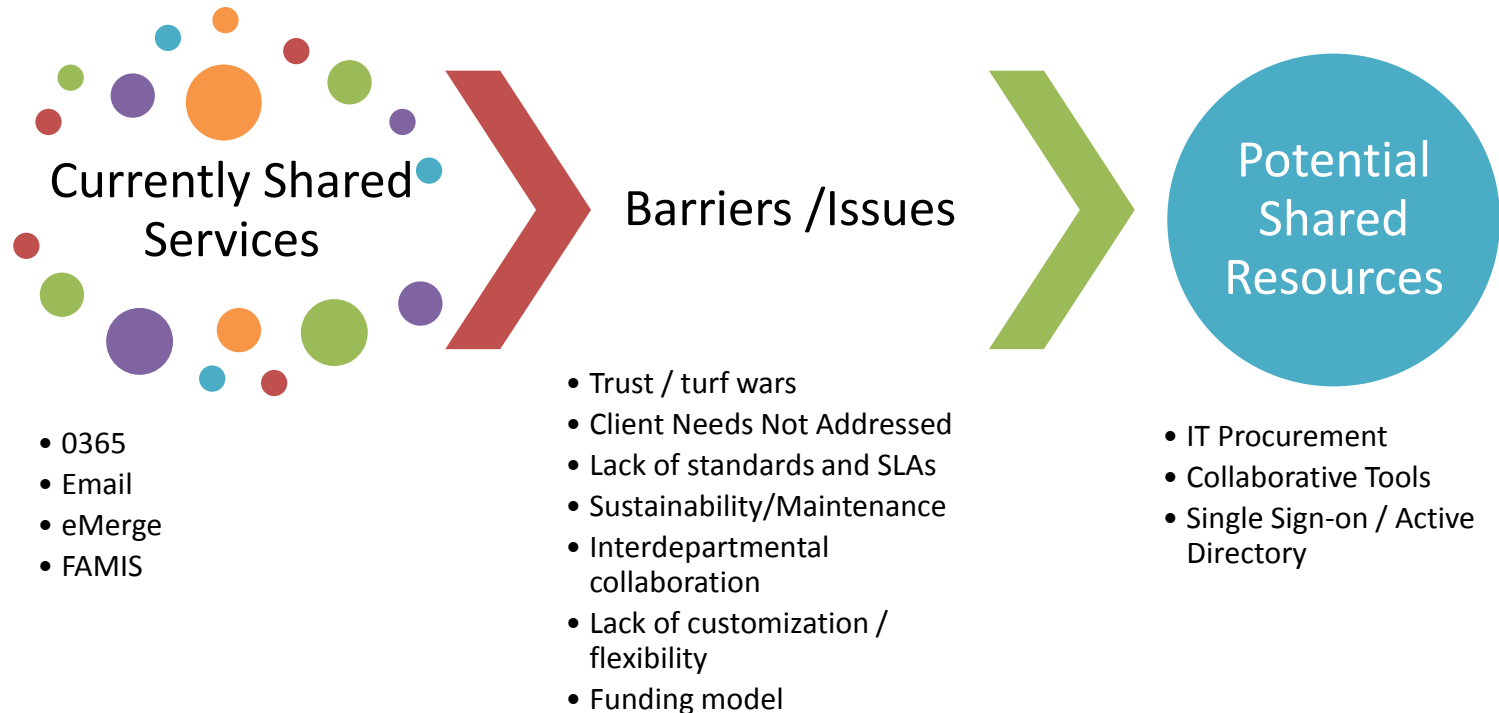 Currently Shared
Services
• 0365
• Email
• eMerge
• FAMIS
Barriers /Issues
• Trust / turf wars
• Client Needs Not Addressed
• Lack of standards and SLAs
• Sustainability/Maintenance
• Interdepartmental
collaboration
• Lack of customization /
flexibility
• Funding model
Potential
Shared
Resources
• IT Procurement
• Collaborative Tools
• Single Sign-on / Active
Directory